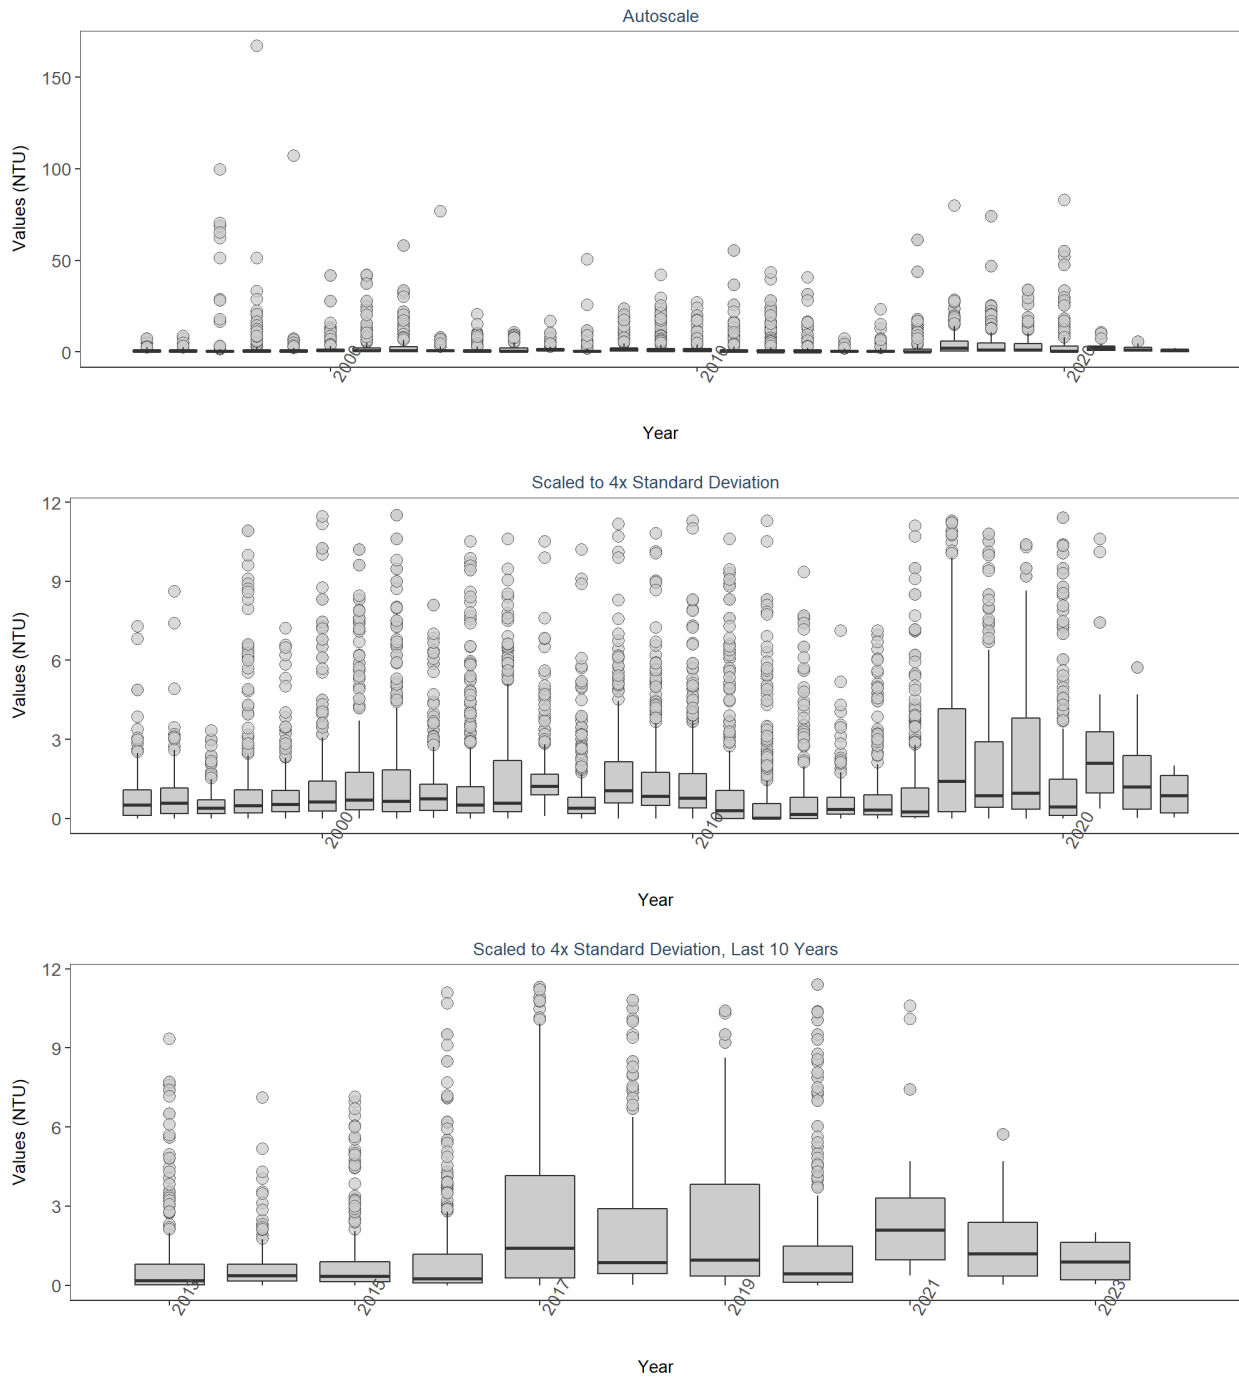 Autoscale
150
100
50
0
Values (NTU)
2000
2010
2020
Year
Scaled to 4x Standard Deviation
12
9
6
3
0
Values (NTU)
2000
2010
2020
Year
Scaled to 4x Standard Deviation, Last 10 Years
12
9
6
3
0
Values (NTU)
2013
2015
2017
2019
2021
2023
Year